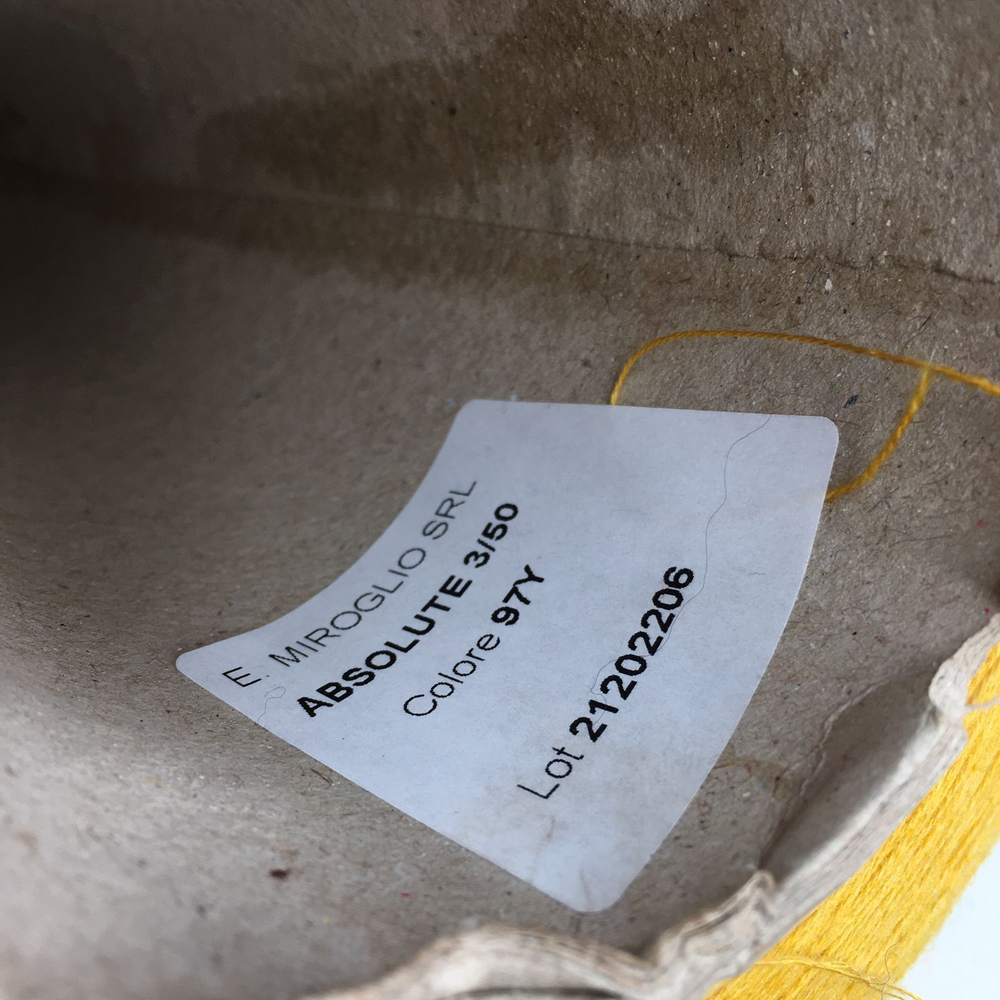 E. MIROGLIO SRL
ABSOLUTE 3/50
Colore 97Y
Lot 21202206